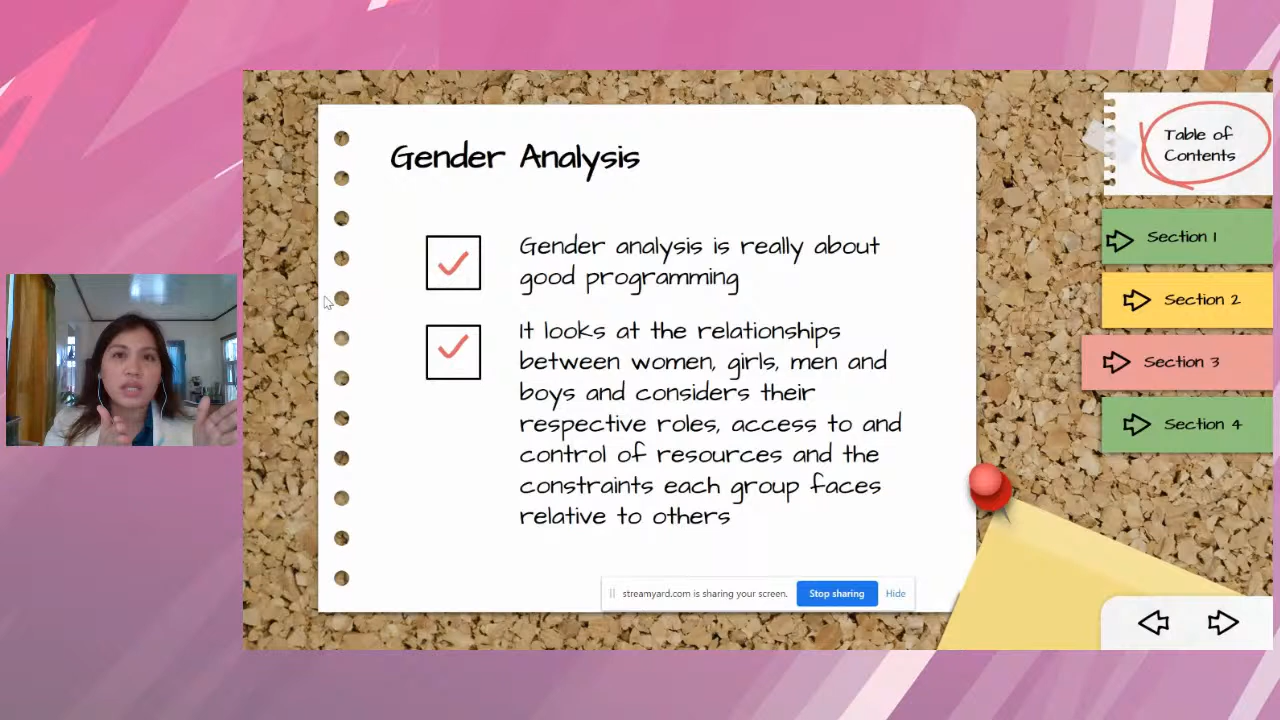 Gender Analysis
Gender analysis is really about
good programming
It looks at the relationships
between women, girls, men and
boys and considers their
respective roles, access to and
control of resources and the
constraints each group faces
relative to others
streamyard.com is sharing your screen.
Stop sharing
Hide
Table of
Contents
Section 1
Section 2
Section 3
Section 4